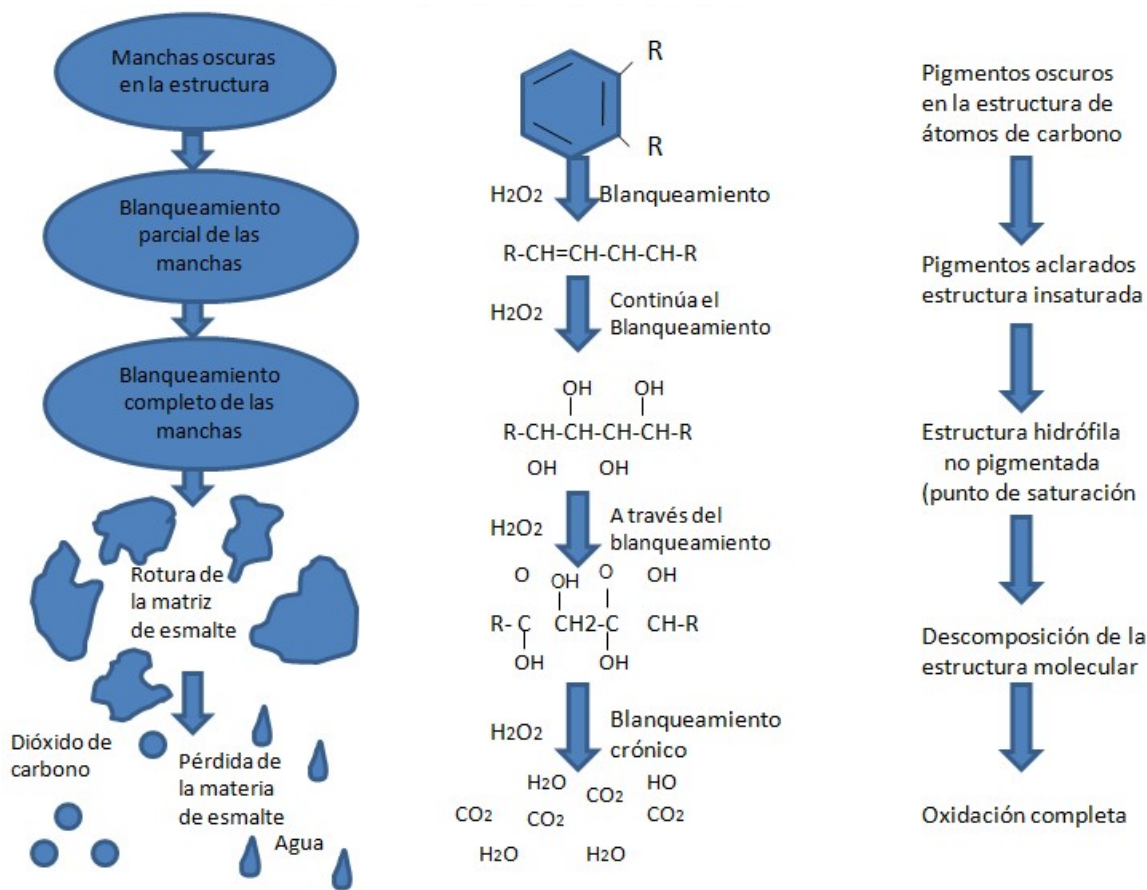 Manchas oscuras
en la estructura
Blanqueamiento
parcial de las
manchas
Blanqueamiento
completo de las
manchas
Rotura de
la matriz
de esmalte
Dióxido de
carbono
Pérdida de
la materia
de esmalte
Agua
R
R
H2O2 Blanqueamiento
R-CH=CH-CH-CH-R
H2O2 Continúa el
Blanqueamiento
OH OH
R-CH-CH-CH-CH-R
OH OH
H2O2 A través del
blanqueamiento
O OH O OH
R- C CH2-C CH-R
OH OH
H2O2 Blanqueamiento
crónico
H2O CO2 HO
CO2 CO2 CO2
H2O H2O
Pigmentos oscuros
en la estructura de
átomos de carbono
Pigmentos aclarados
estructura insaturada
Estructura hidrófila
no pigmentada
(punto de saturación
Descomposición de la
estructura molecular
Oxidación completa